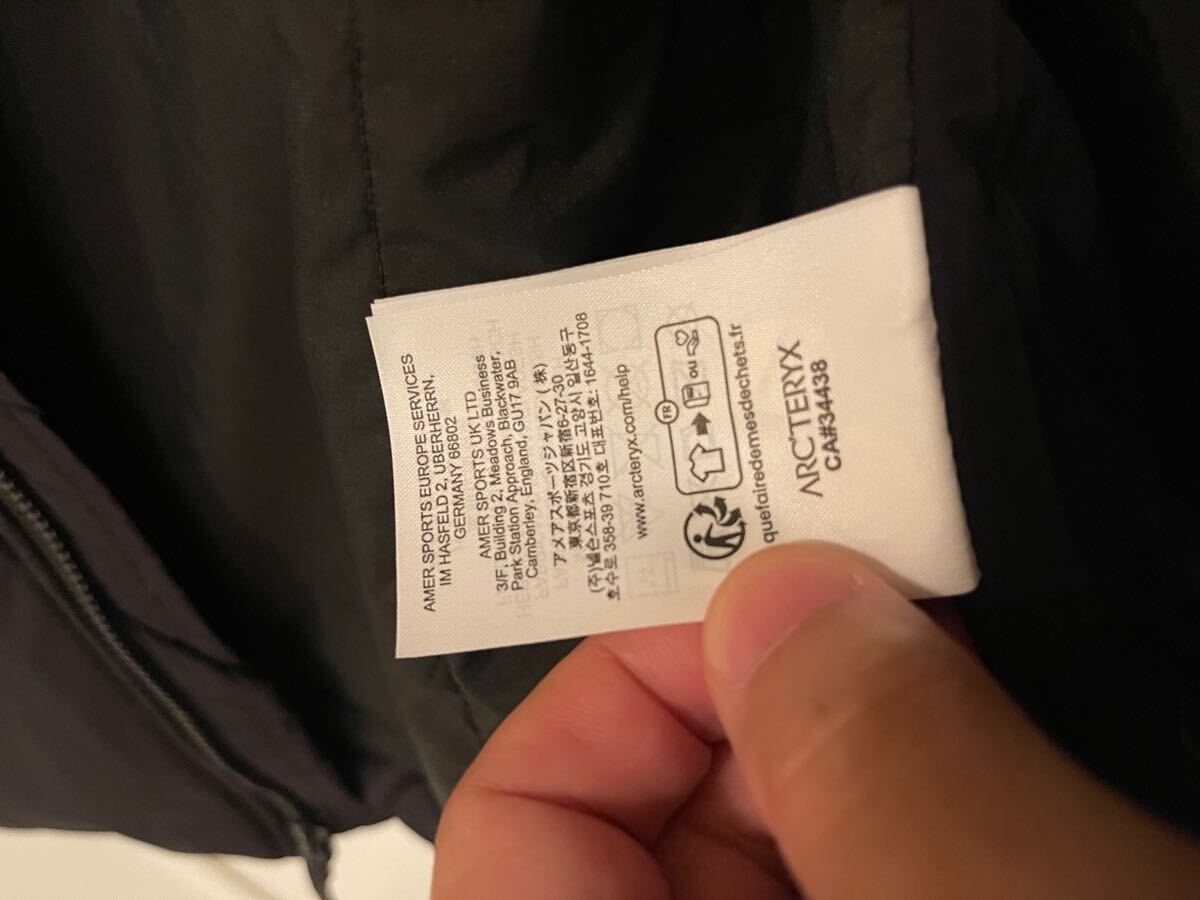 AMER SPORTS EUROPE SERVICES
IM HASFELD 2, UBERHERRN,
GERMANY 66802
AMER SPORTS UK LTD
3/F, Building 2, Meadows Business
Park Station Approach, Blackwater,
Camberley, England, GU17 9AB
アメアスポーツジャパン(株)
東京都新宿区新宿6-27-30
(주)넬슨스포츠 경기도 고양시 일산동구
호수로 358-39 710호 대표번호: 1644-1708
www.arcteryx.com/help
FR
ou
quefairedemesdechets.fr
ARC'TERYX
CA#34438